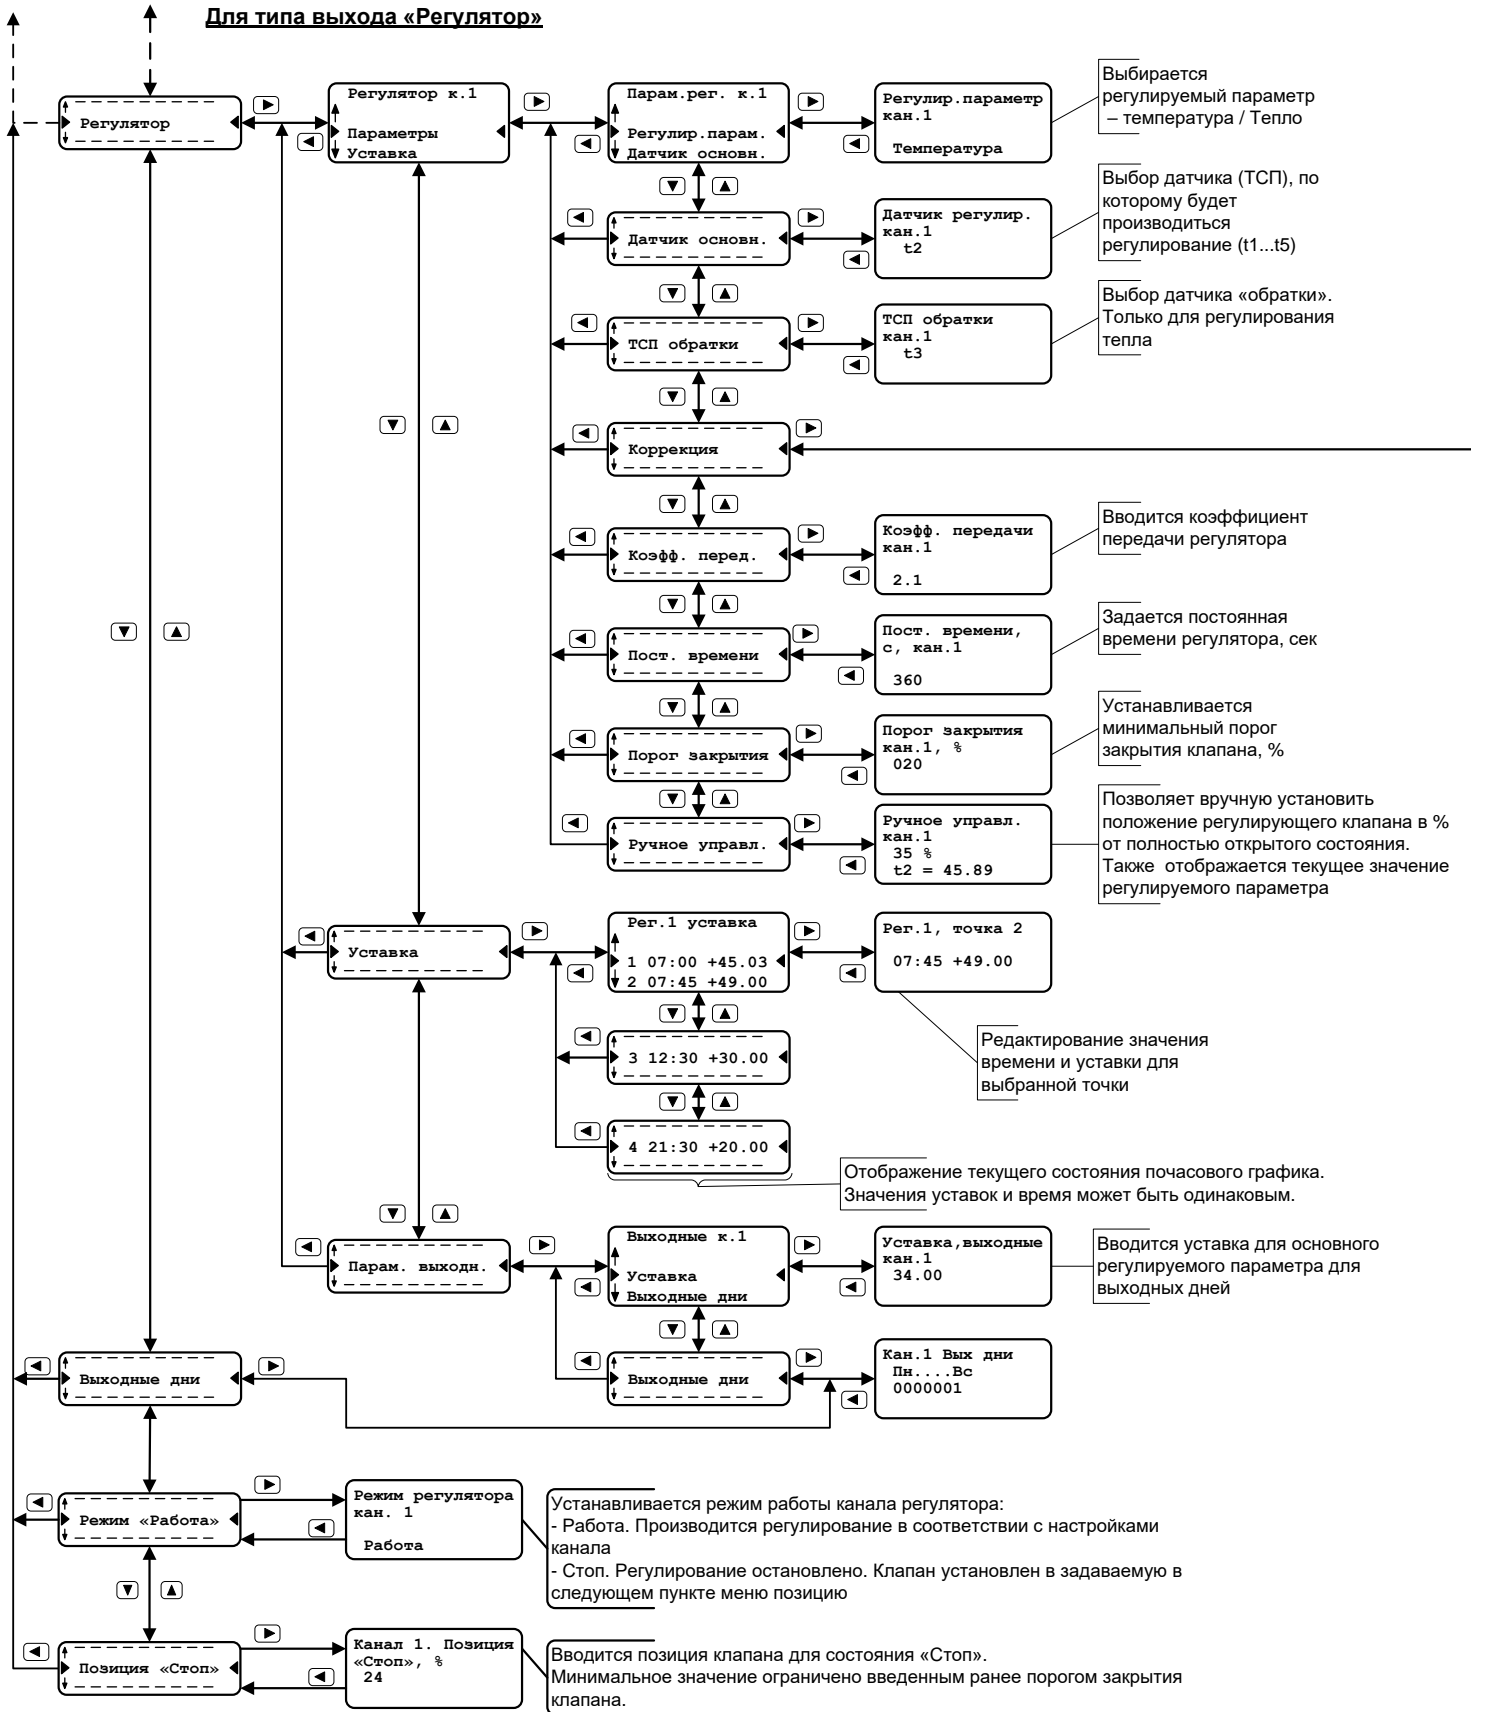 Для типа выхода «Регулятор»
Регулятор
Регулятор к.1
Параметры
Уставка
Парам.рег. к.1
Регулир.парам.
Датчик основн.
Регулир.параметр
кан.1
Температура
Выбирается
регулируемый параметр
– температура / Тепло
Датчик основн.
Датчик регулир.
кан.1
t2
Выбор датчика (ТСП), по
которому будет
производиться
регулирование (t1...t5)
ТСП обратки
ТСП обратки
кан.1
t3
Выбор датчика «обратки».
Только для регулирования
тепла
Коррекция
Коэфф. перед.
Коэфф. передачи
кан.1
2.1
Вводится коэффициент
передачи регулятора
Пост. времени
Пост. времени,
с, кан.1
360
Задается постоянная
времени регулятора, сек
Порог закрытия
Порог закрытия
кан.1, %
020
Устанавливается
минимальный порог
закрытия клапана, %
Ручное управл.
Ручное управл.
кан.1
35 %
t2 = 45.89
Позволяет вручную установить
положение регулирующего клапана в %
от полностью открытого состояния.
Также отображается текущее значение
регулируемого параметра
Уставка
Рег.1 уставка
1 07:00 +45.03
2 07:45 +49.00
Рег.1, точка 2
07:45 +49.00
Редактирование значения
времени и уставки для
выбранной точки
3 12:30 +30.00
4 21:30 +20.00
Отображение текущего состояния почасового графика.
Значения уставок и время может быть одинаковым.
Парам. выходн.
Выходные к.1
Уставка
Выходные дни
Уставка,выходные
кан.1
34.00
Вводится уставка для основного
регулируемого параметра для
выходных дней
Выходные дни
Выходные дни
Кан.1 Вых дни
Пн....Вс
0000001
Режим «Работа»
Режим регулятора
кан. 1
Работа
Устанавливается режим работы канала регулятора:
- Работа. Производится регулирование в соответствии с настройками
канала
- Стоп. Регулирование остановлено. Клапан установлен в задаваемую в
следующем пункте меню позицию
Позиция «Стоп»
Канал 1. Позиция
«Стоп», %
24
Вводится позиция клапана для состояния «Стоп».
Минимальное значение ограничено введенным ранее порогом закрытия
клапана.